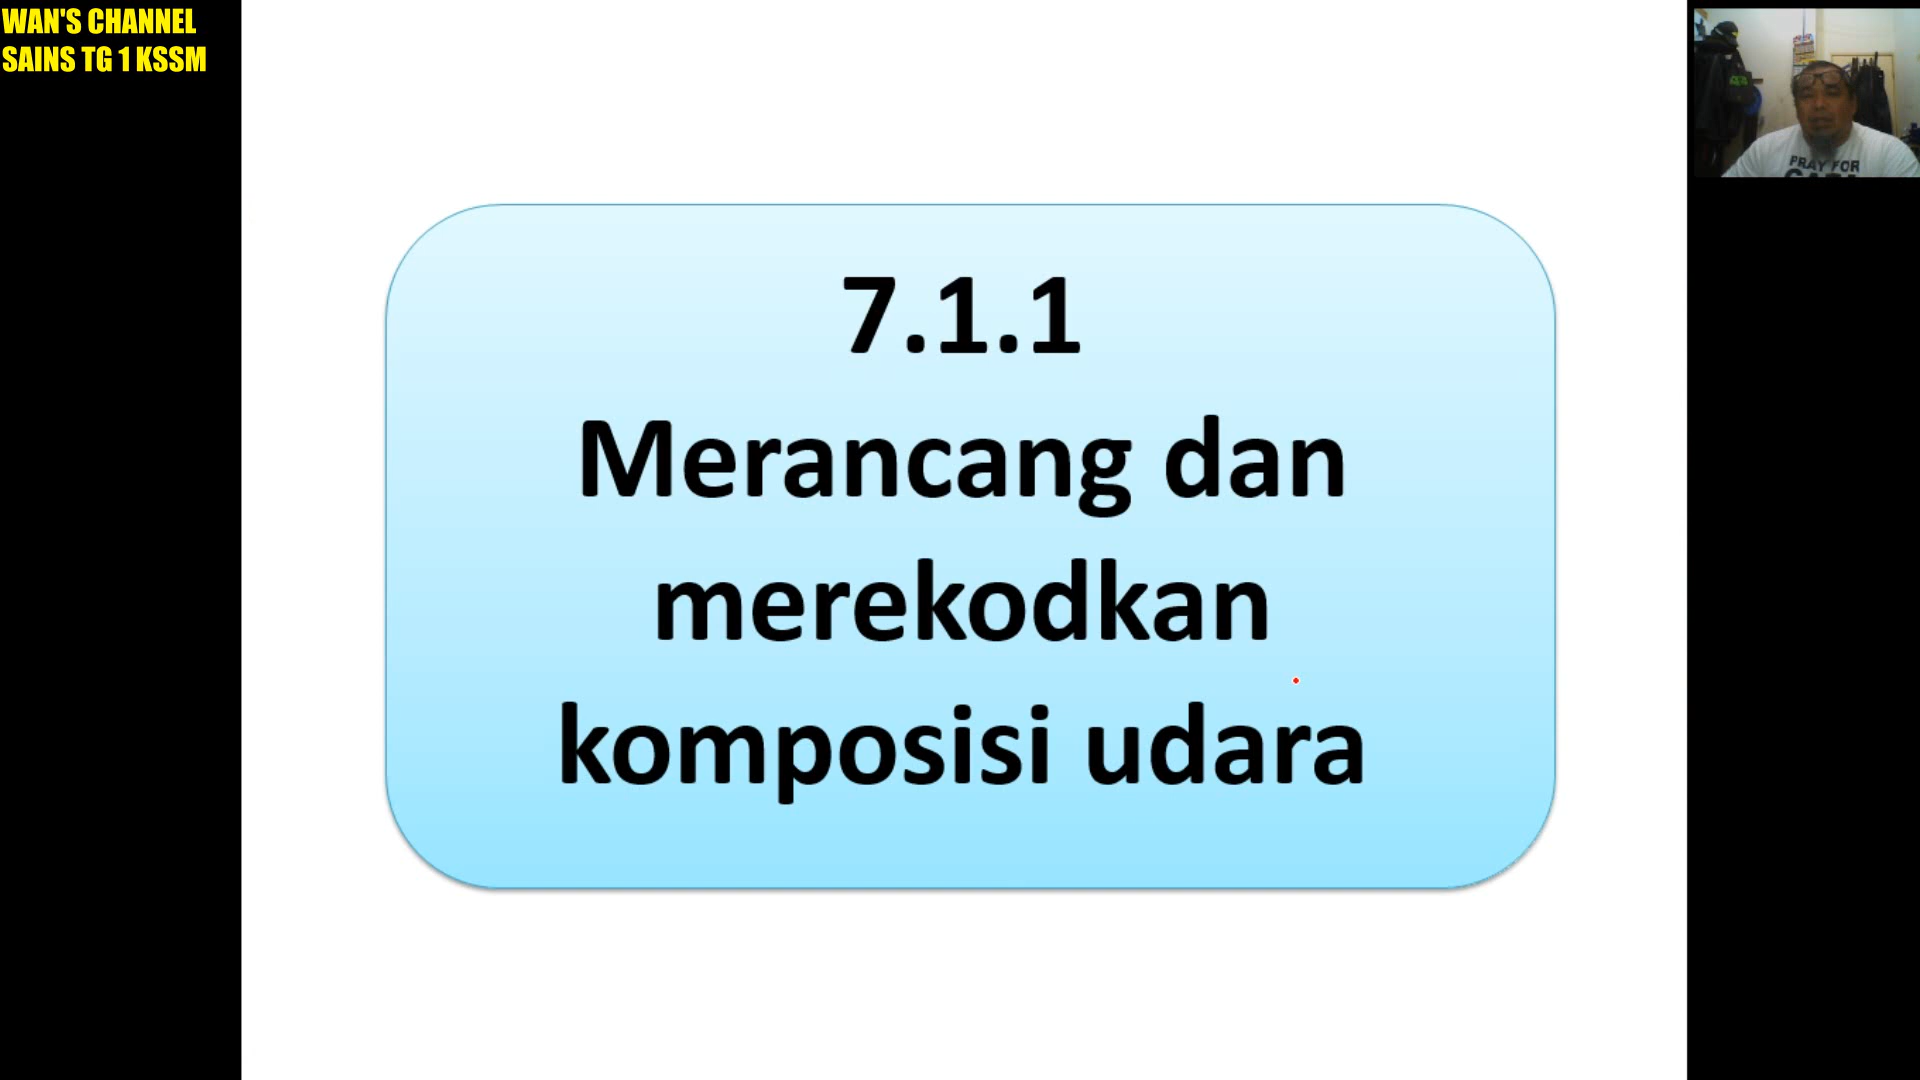 WAN'S CHANNEL
SAINS TG 1 KSSM
7.1.1
Merancang dan
merekodkan
komposisi udara
PRAY FOR